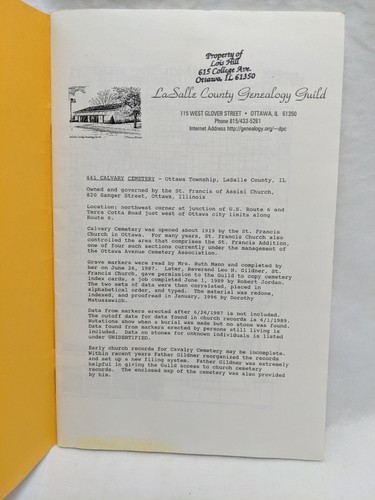 Property of
Lois Hill
615 College Ave.
Ottawa, IL 61350
LaSalle County Genealogy Guild
115 WEST GLOVER STREET • OTTAWA, IL 61350
Phone 815/433-5261
Internet Address http://genealogy.org/~dpc
441 CALVARY CEMETERY - Ottawa Township, LaSalle County, IL
Owned and governed by the St. Francis of Assisi Church,
820 Sanger Street, Ottawa, Illinois
Location: northwest corner at junction of U.S. Route 6 and
Terra Cotta Road just west of Ottawa city limits along
Route 6.
Calvary Cemetery was opened about 1919 by the St. Francis
Church in Ottawa. For many years, St. Francis Church also
controlled the area that comprises the St. Francis Addition,
one of four such sections currently under the management of
the Ottawa Avenue Cemetery Association.
Grave markers were read by Mrs. Ruth Mann and completed by
her on June 26, 1987. Later, Reverend Leo H. Gildner, St.
Francis Church, gave permission to the Guild to copy cemetery
index cards, a job completed June 1, 1989 by Robert Jordan.
The two sets of data were then correlated, placed in
alphabetical order, and typed. The material was redone,
indexed, and proofread in January, 1996 by Dorothy
Matuszewich.
Data from markers erected after 6/26/1987 is not included.
The cutoff date for data found in church records is 6/1/1989.
Notations show when a burial was made but no stone was found.
Data found from markers erected by persons still living is
included. Data on stones for unknown individuals is listed
under UNIDENTIFIED.
Early church records for Cavalry Cemetery may be incomplete.
Within recent years Father Gildner reorganized the records
and set up a new filing system. Father Gildner was extremely
helpful in giving the Guild access to church cemetery
records. The enclosed map of the cemetery was also provided
by him.